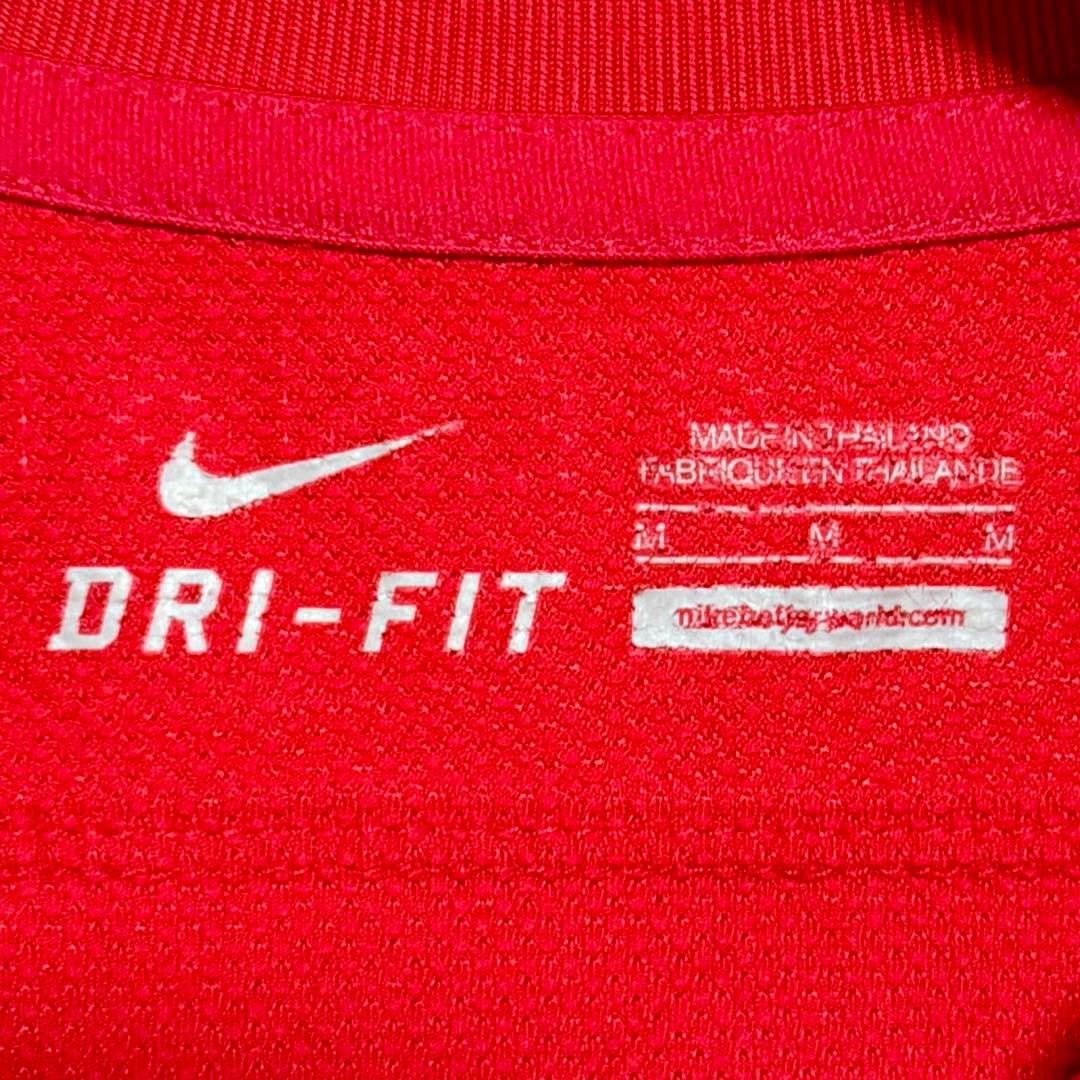 DRI-FIT
MADE IN THAILAND
FABRIQUE EN THAILANDE
M M M